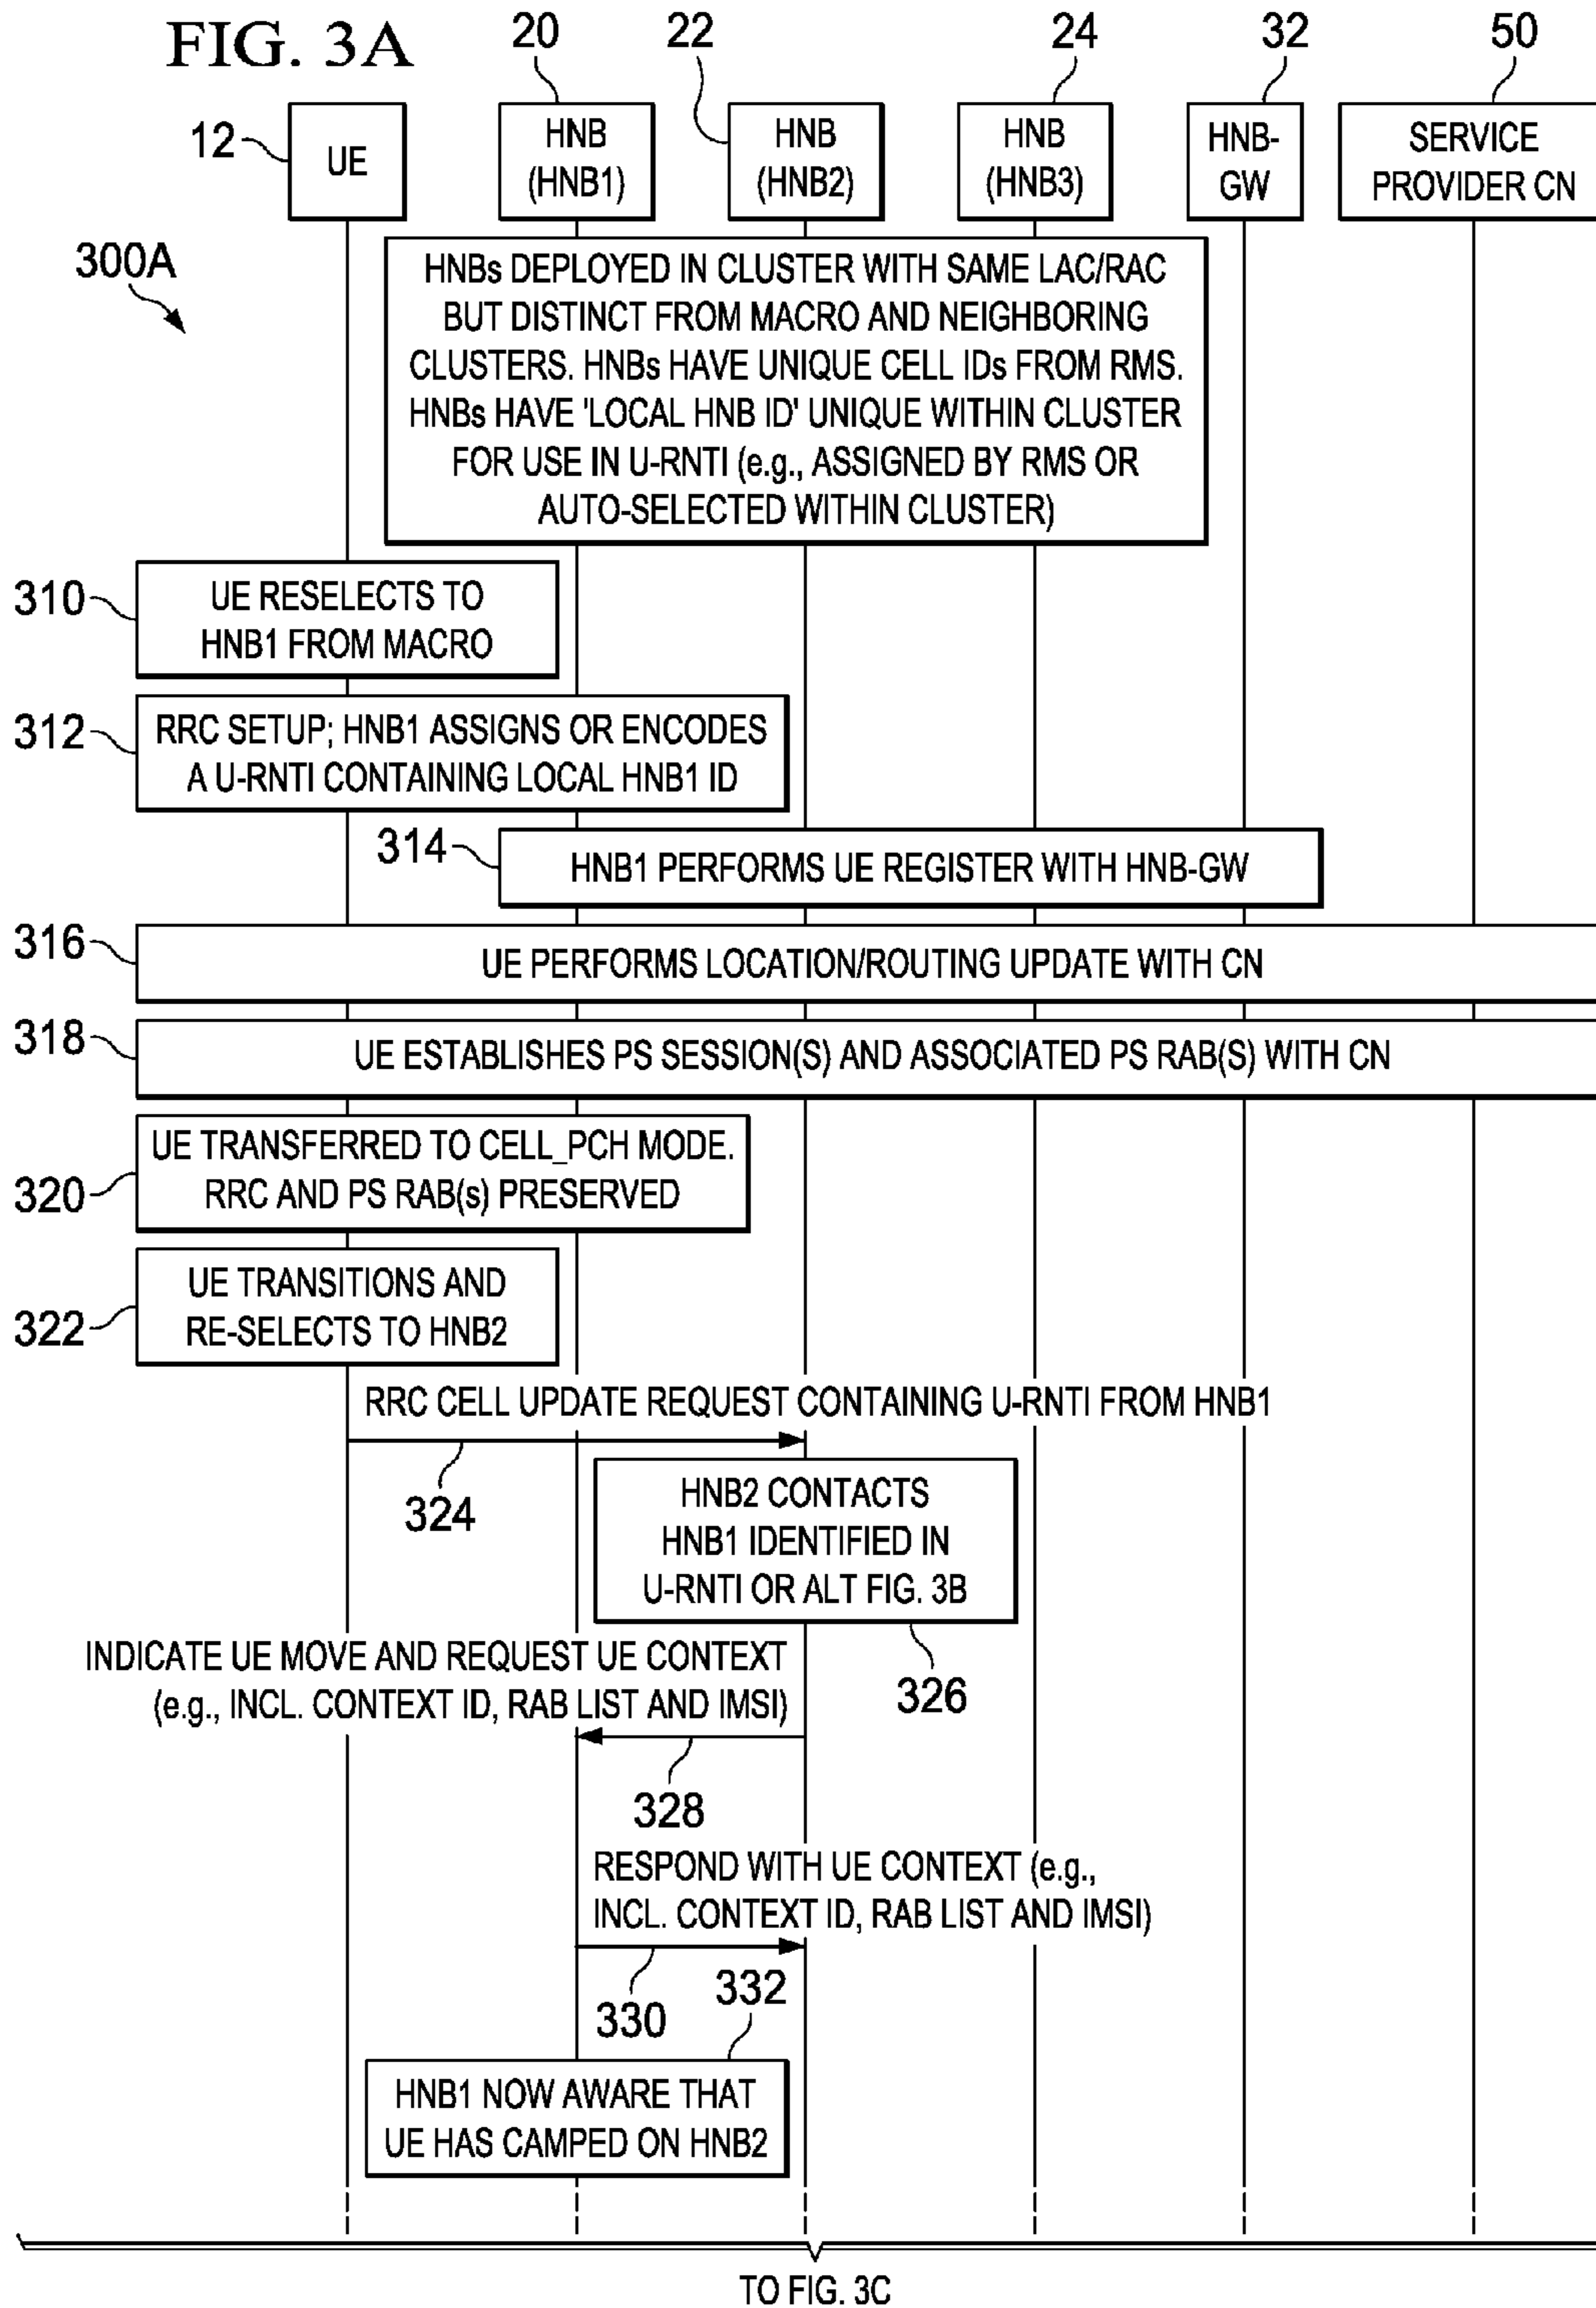 FIG. 3A
20
22
24
32
50
12
UE
HNB
(HNB1)
HNB
(HNB2)
HNB
(HNB3)
HNB-
GW
SERVICE
PROVIDER CN
300A
HNBs DEPLOYED IN CLUSTER WITH SAME LAC/RAC
BUT DISTINCT FROM MACRO AND NEIGHBORING
CLUSTERS. HNBs HAVE UNIQUE CELL IDs FROM RMS.
HNBs HAVE 'LOCAL HNB ID' UNIQUE WITHIN CLUSTER
FOR USE IN U-RNTI (e.g., ASSIGNED BY RMS OR
AUTO-SELECTED WITHIN CLUSTER)
310
UE RESELECTS TO
HNB1 FROM MACRO
312
RRC SETUP; HNB1 ASSIGNS OR ENCODES
A U-RNTI CONTAINING LOCAL HNB1 ID
314
HNB1 PERFORMS UE REGISTER WITH HNB-GW
316
UE PERFORMS LOCATION/ROUTING UPDATE WITH CN
318
UE ESTABLISHES PS SESSION(S) AND ASSOCIATED PS RAB(S) WITH CN
320
UE TRANSFERRED TO CELL_PCH MODE.
RRC AND PS RAB(s) PRESERVED
322
UE TRANSITIONS AND
RE-SELECTS TO HNB2
RRC CELL UPDATE REQUEST CONTAINING U-RNTI FROM HNB1
324
HNB2 CONTACTS
HNB1 IDENTIFIED IN
U-RNTI OR ALT FIG. 3B
326
INDICATE UE MOVE AND REQUEST UE CONTEXT
(e.g., INCL. CONTEXT ID, RAB LIST AND IMSI)
328
RESPOND WITH UE CONTEXT (e.g.,
INCL. CONTEXT ID, RAB LIST AND IMSI)
330
332
HNB1 NOW AWARE THAT
UE HAS CAMPED ON HNB2
TO FIG. 3C